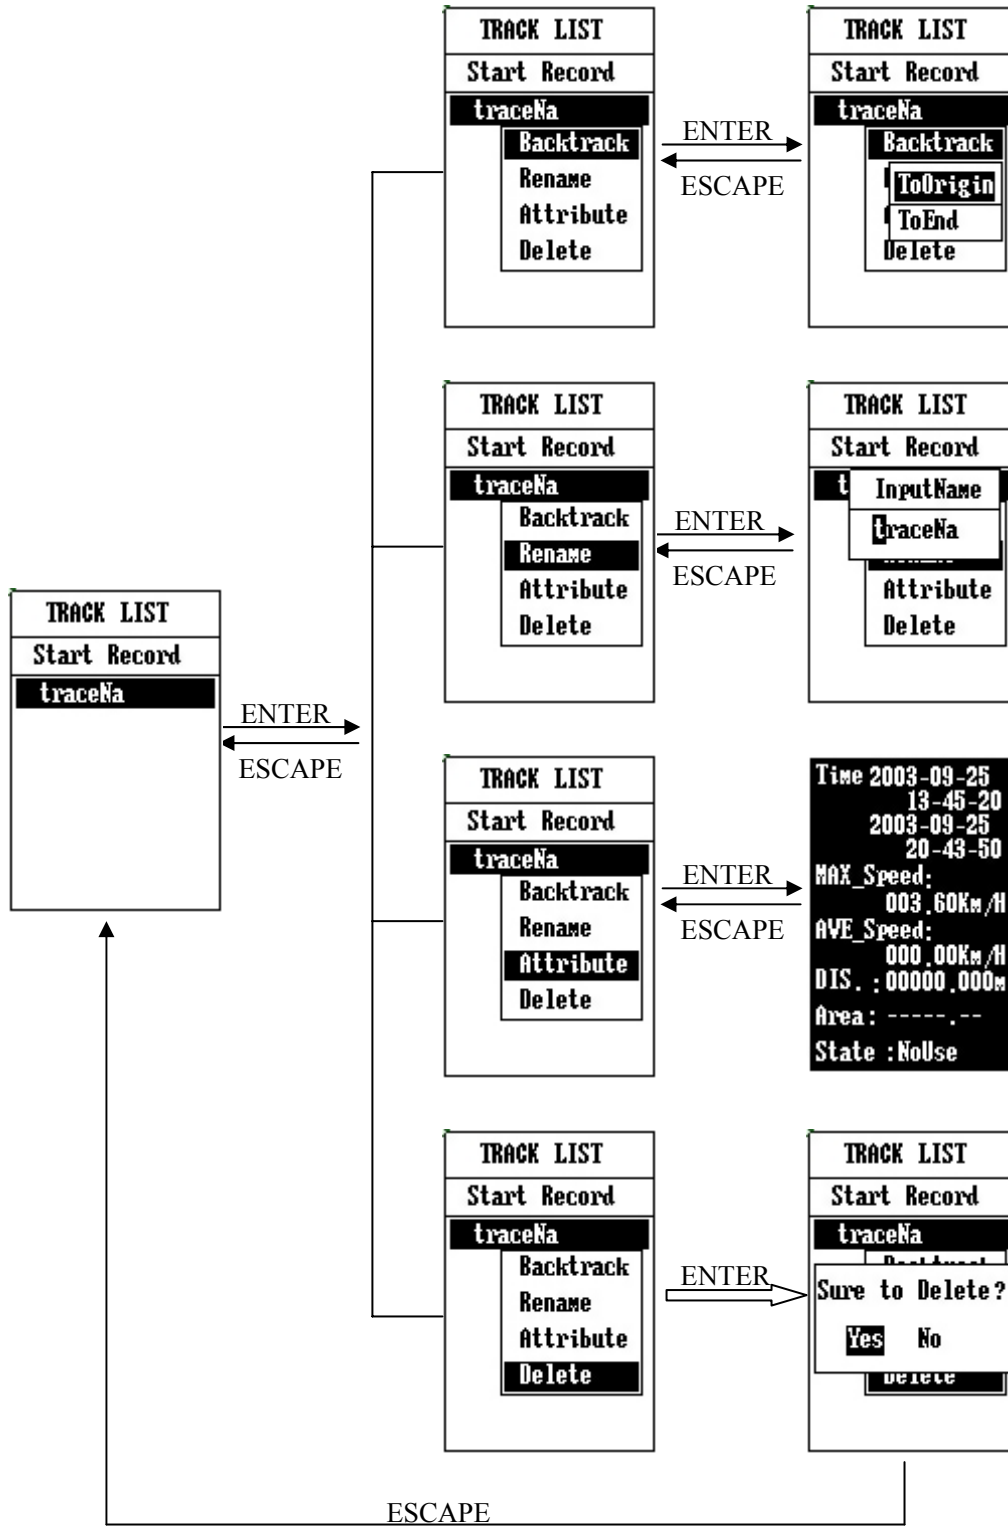 TRACK LIST
Start Record
traceNa
Backtrack
Rename
Attribute
Delete
ENTER
ESCAPE
TRACK LIST
Start Record
traceNa
Backtrack
ToOrigin
ToEnd
Delete
TRACK LIST
Start Record
traceNa
Backtrack
Rename
Attribute
Delete
ENTER
ESCAPE
TRACK LIST
Start Record
InputName
traceNa
Attribute
Delete
TRACK LIST
Start Record
traceNa
ENTER
ESCAPE
TRACK LIST
Start Record
traceNa
Backtrack
Rename
Attribute
Delete
ENTER
ESCAPE
Time 2003-09-25
13-45-20
2003-09-25
20-43-50
MAX_Speed:
003.60Km/H
AVE_Speed:
000.00Km/H
DIS. :00000.000m
Area: -----.--
State :NoUse
TRACK LIST
Start Record
traceNa
Backtrack
Rename
Attribute
Delete
ENTER
TRACK LIST
Start Record
traceNa
Sure to Delete?
Yes No
Delete
ESCAPE